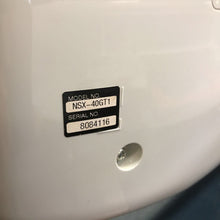 MODEL NO
NSX-40GT1
SERIAL NO
8084116